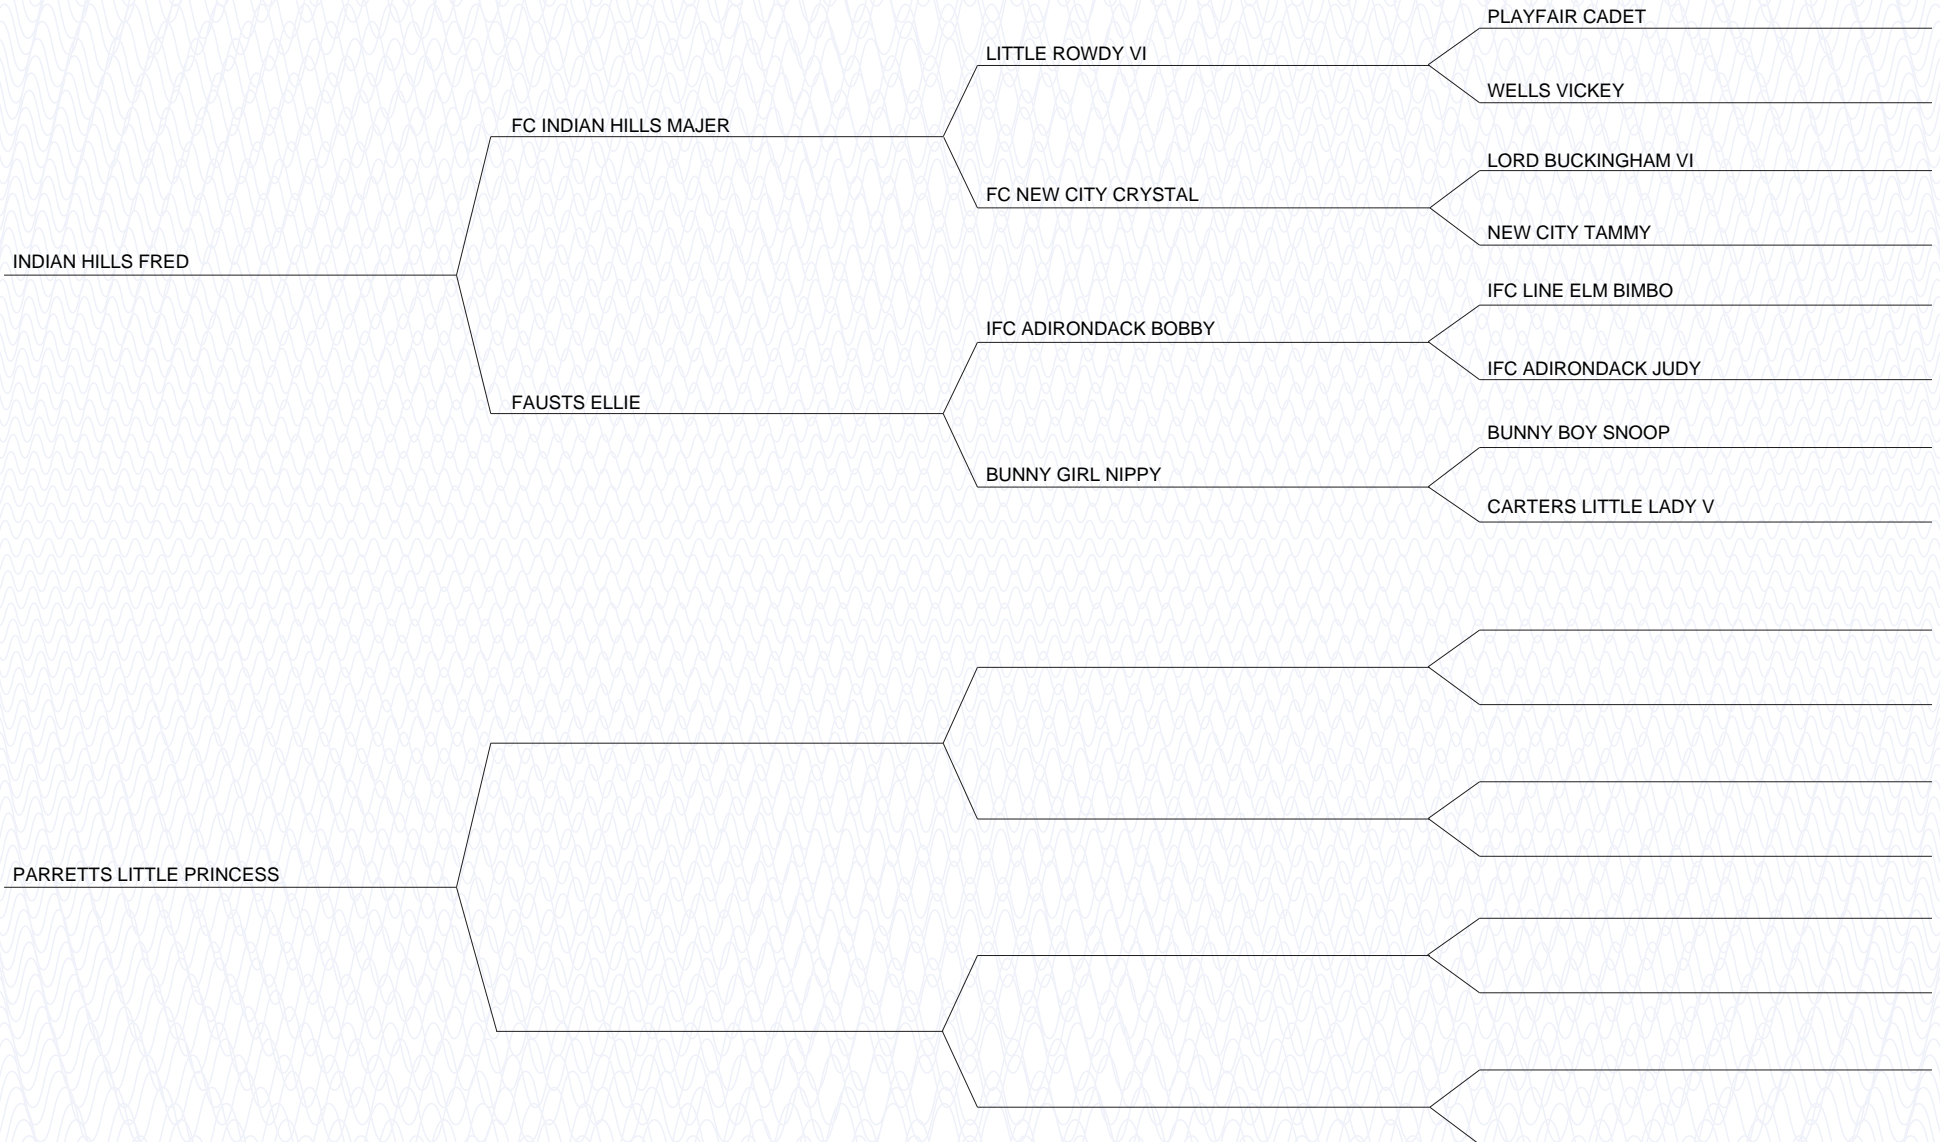 PLAYFAIR CADET
LITTLE ROWDY VI
WELLS VICKEY
FC INDIAN HILLS MAJER
LORD BUCKINGHAM VI
FC NEW CITY CRYSTAL
NEW CITY TAMMY
INDIAN HILLS FRED
IFC LINE ELM BIMBO
IFC ADIRONDACK BOBBY
IFC ADIRONDACK JUDY
FAUSTS ELLIE
BUNNY BOY SNOOP
BUNNY GIRL NIPPY
CARTERS LITTLE LADY V
PARRETTS LITTLE PRINCESS